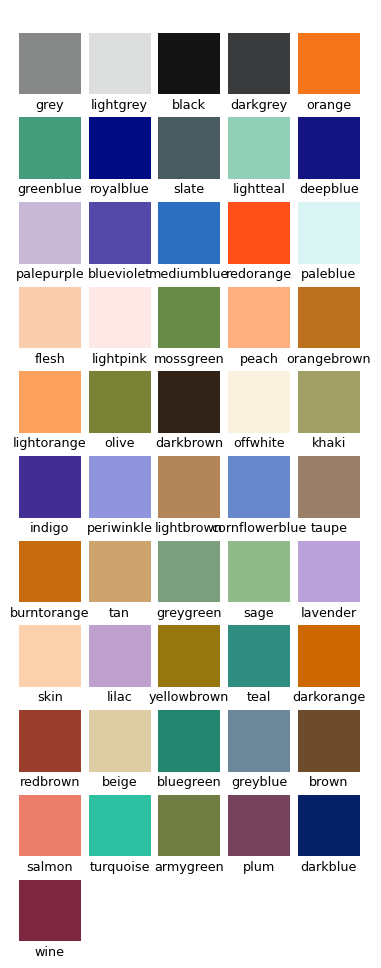 grey lightgrey black darkgrey orange
greenblue royalblue slate lightteal deepblue
palepurple blueviolet mediumblue redorange paleblue
flesh lightpink mossgreen peach orangebrown
lightorange olive darkbrown offwhite khaki
indigo periwinkle lightbrown cornflowerblue taupe
burntorange tan greygreen sage lavender
skin lilac yellowbrown teal darkorange
redbrown beige bluegreen greyblue brown
salmon turquoise armygreen plum darkblue
wine